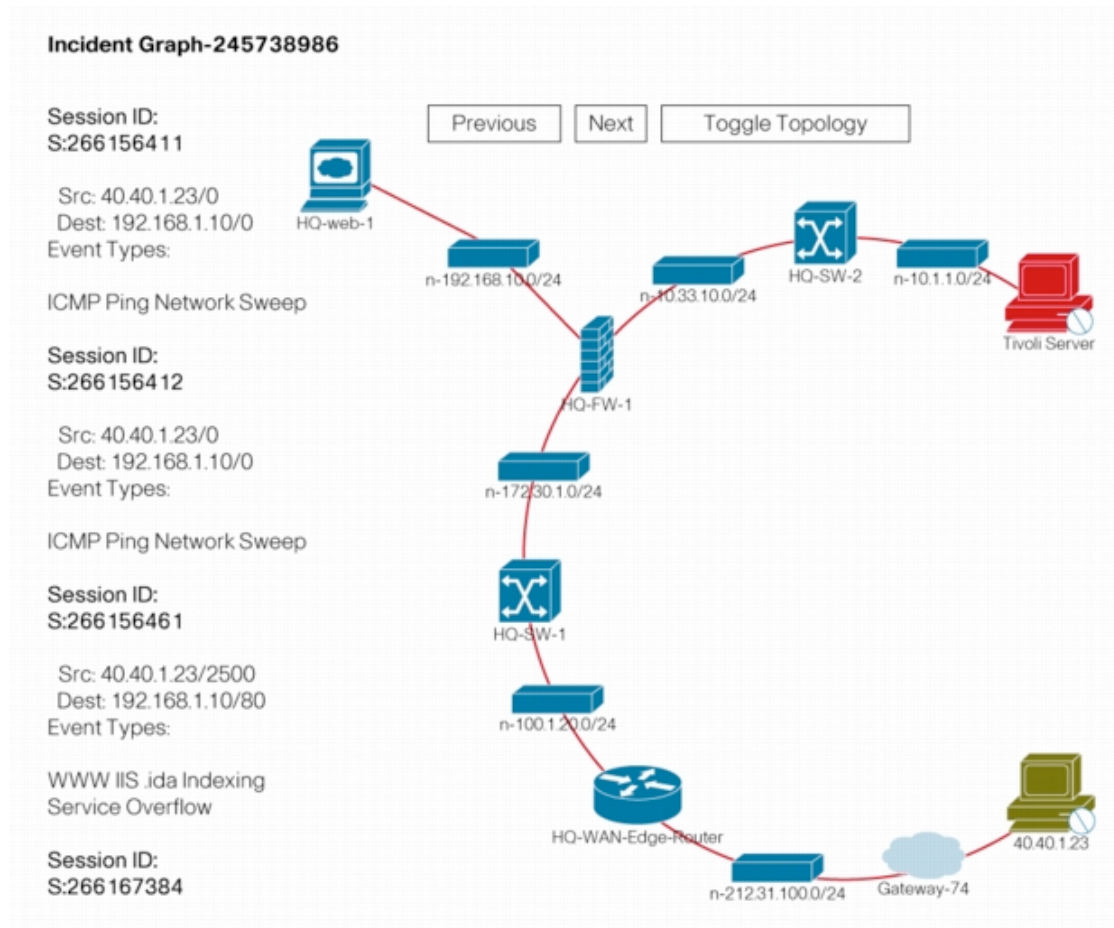 Incident Graph-245738986
Session ID:
S:266156411
Src: 40.40.1.23/0
Dest: 192.168.1.10/0
Event Types:
ICMP Ping Network Sweep
Session ID:
S:266156412
Src: 40.40.1.23/0
Dest: 192.168.1.10/0
Event Types:
ICMP Ping Network Sweep
Session ID:
S:266156461
Src: 40.40.1.23/2500
Dest: 192.168.1.10/80
Event Types:
WWW IIS .ida Indexing
Service Overflow
Session ID:
S:266167384
Previous
Next
Toggle Topology
HQ-web-1
n-192.168.10.0/24
n-10.33.10.0/24
HQ-SW-2
n-10.1.1.0/24
Tivoli Server
HQ-FW-1
n-172.30.1.0/24
HQ-SW-1
n-100.1.20.0/24
HQ-WAN-Edge-Router
n-212.31.100.0/24
Gateway-74
40.40.1.23